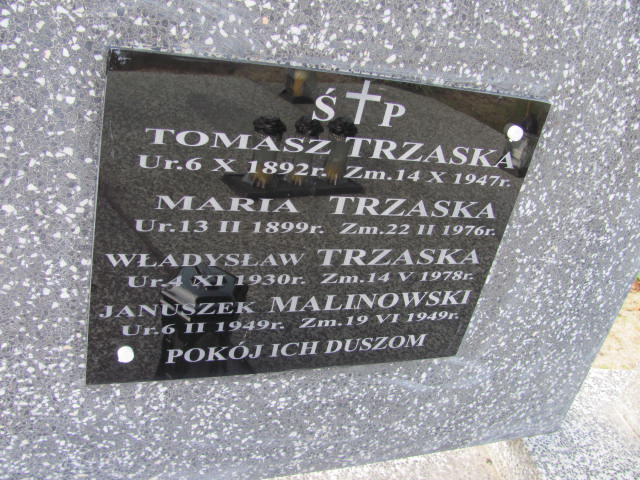 Ś†P
TOMASZ TRZASKA
Ur.6 X 1892r. Zm.14 X 1947r.
MARIA TRZASKA
Ur.13 II 1899r. Zm.22 II 1976r.
WŁADYSŁAW TRZASKA
Ur.4 XI 1930r. Zm.14 V 1978r.
JANUSZEK MALINOWSKI
Ur.6 II 1949r. Zm.19 VI 1949r.
POKÓJ ICH DUSZOM